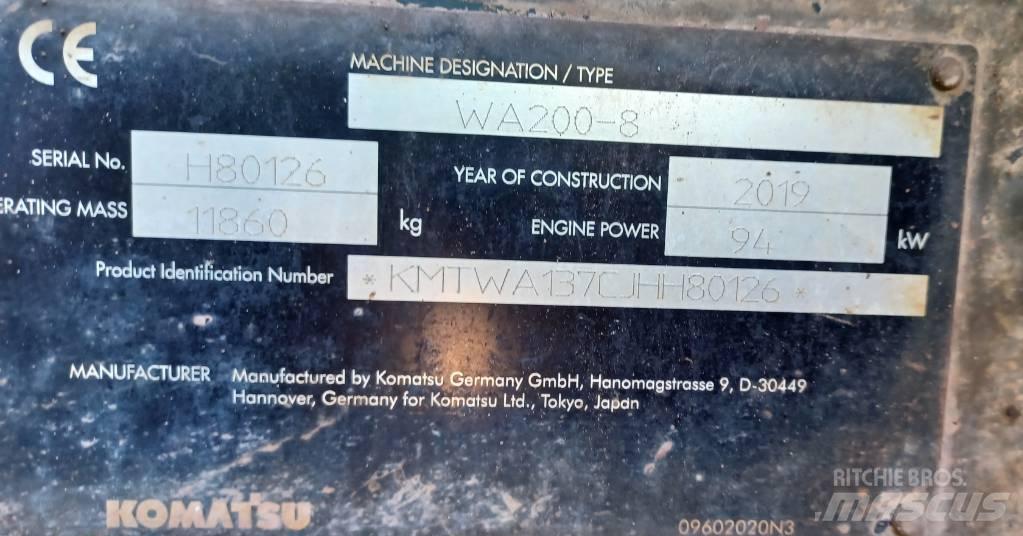 CE
MACHINE DESIGNATION / TYPE
WA200-8
SERIAL No. H80126
YEAR OF CONSTRUCTION 2019
ERATING MASS 11860 kg
ENGINE POWER 94 kW
Product Identification Number *KMTWA137CJHH80126*
MANUFACTURER Manufactured by Komatsu Germany GmbH, Hanomagstrasse 9, D-30449
Hannover, Germany for Komatsu Ltd., Tokyo, Japan
KOMATSU
09602020N3
RITCHIE BROS.
mascus